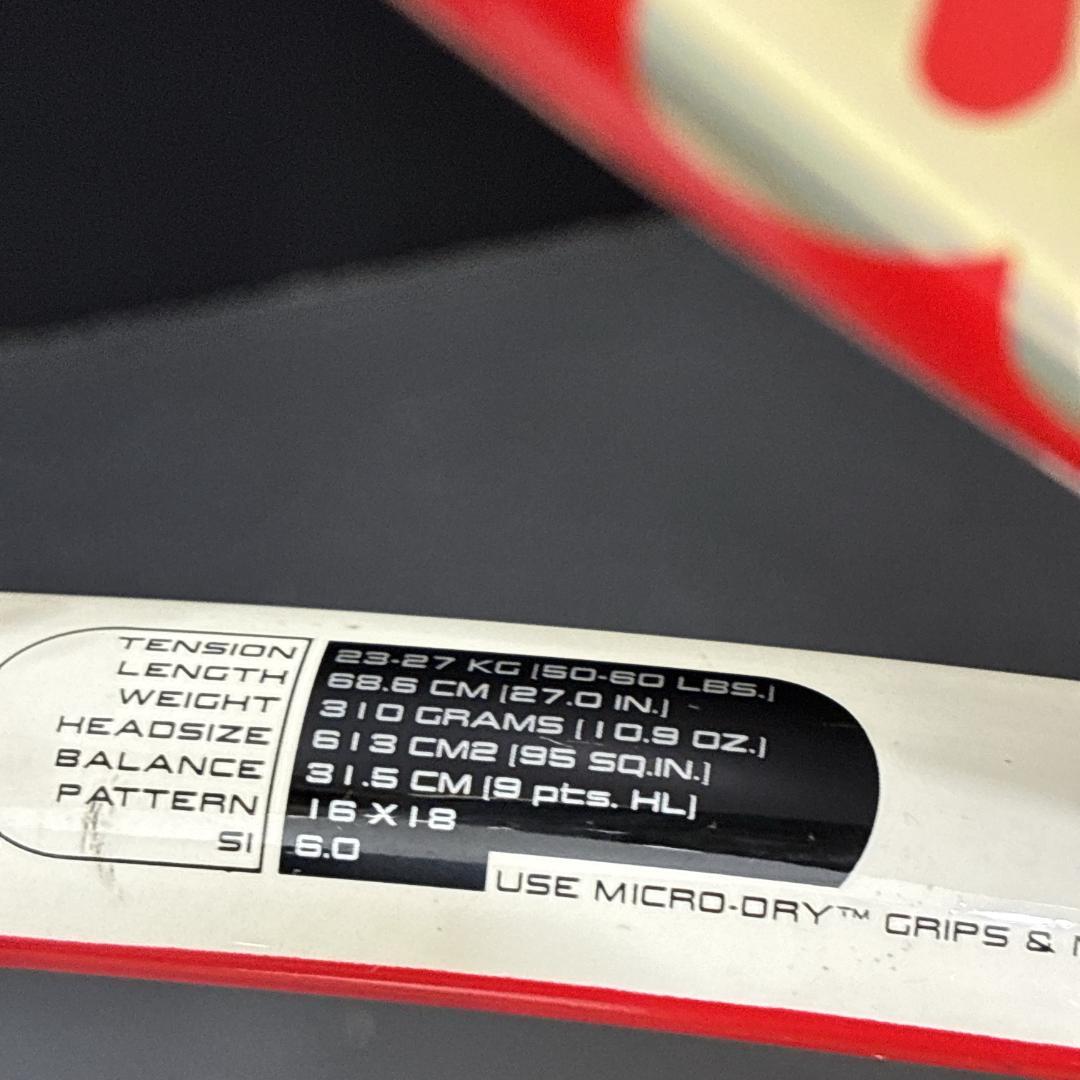 TENSION 23-27 KG [50-60 LBS.]
LENGTH 68.6 CM [27.0 IN.]
WEIGHT 310 GRAMS [10.9 OZ.]
HEADSIZE 613 CM2 [95 SQ.IN.]
BALANCE 31.5 CM [9 pts. HL]
PATTERN 16 X 18
SI 6.0
USE MICRO-DRY™ GRIPS &